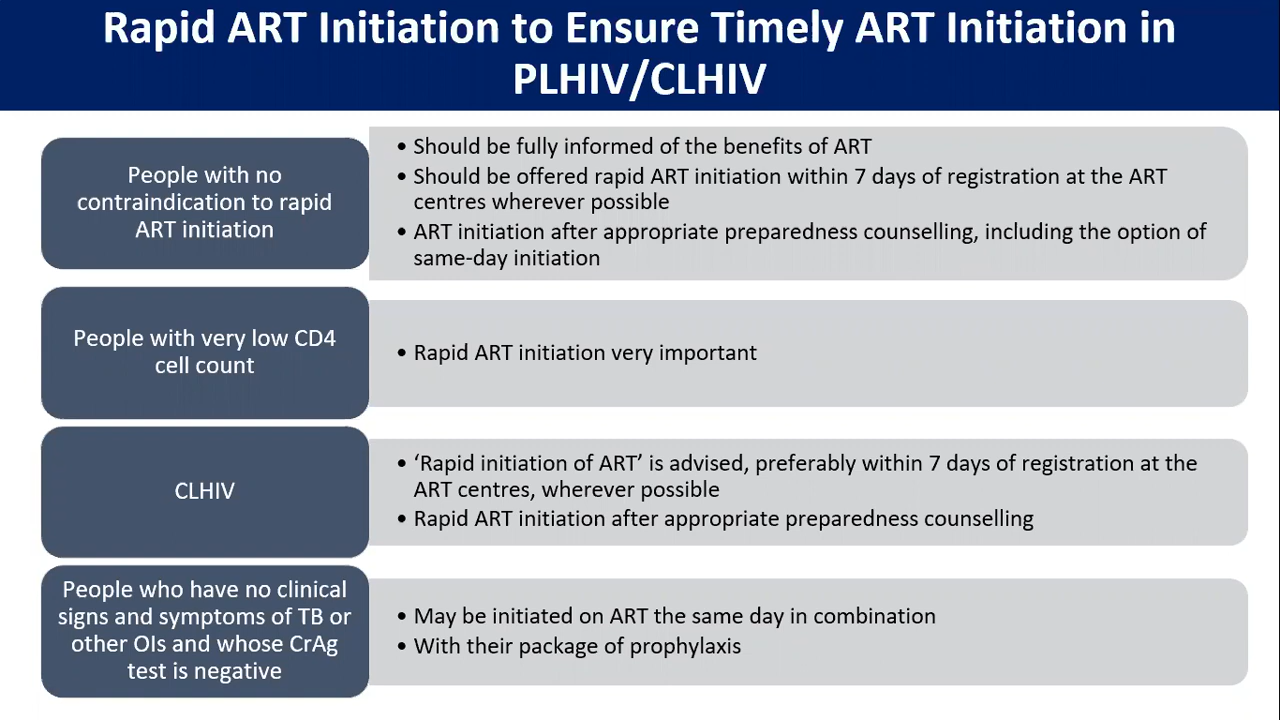 Rapid ART Initiation to Ensure Timely ART Initiation in
PLHIV/CLHIV
People with no
contraindication to rapid
ART initiation
• Should be fully informed of the benefits of ART
• Should be offered rapid ART initiation within 7 days of registration at the ART
centres wherever possible
• ART initiation after appropriate preparedness counselling, including the option of
same-day initiation
People with very low CD4
cell count
• Rapid ART initiation very important
CLHIV
• ‘Rapid initiation of ART’ is advised, preferably within 7 days of registration at the
ART centres, wherever possible
• Rapid ART initiation after appropriate preparedness counselling
People who have no clinical
signs and symptoms of TB or
other OIs and whose CrAg
test is negative
• May be initiated on ART the same day in combination
• With their package of prophylaxis